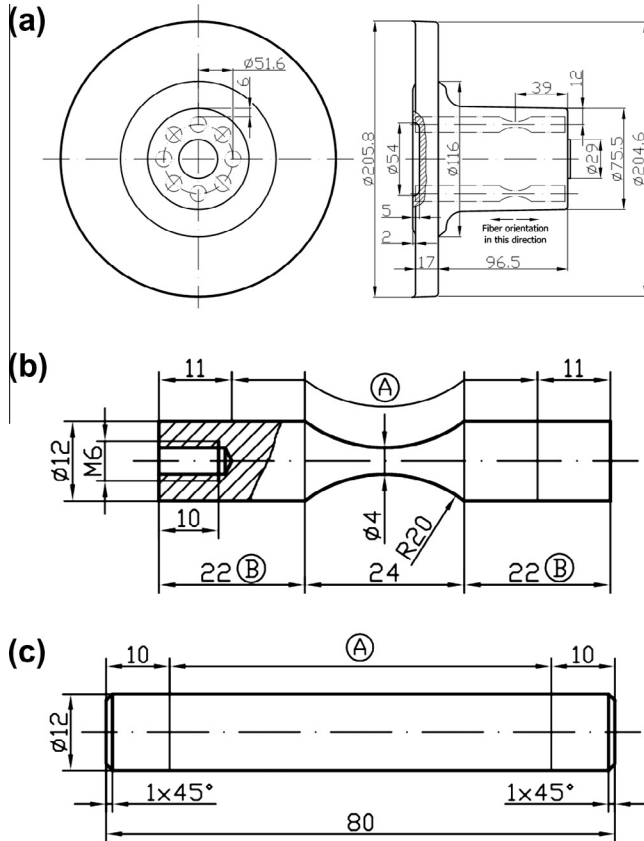 (a)
ø51.6
6
ø205.8
ø54
5
2
ø116
17
96.5
39
12
ø29
ø75.5
ø204.6
Fiber orientation
in this direction
(b)
11
A
11
ø12
M6
10
ø4
R20
22 B
24
22 B
(c)
10
A
10
ø12
1x45°
1x45°
80